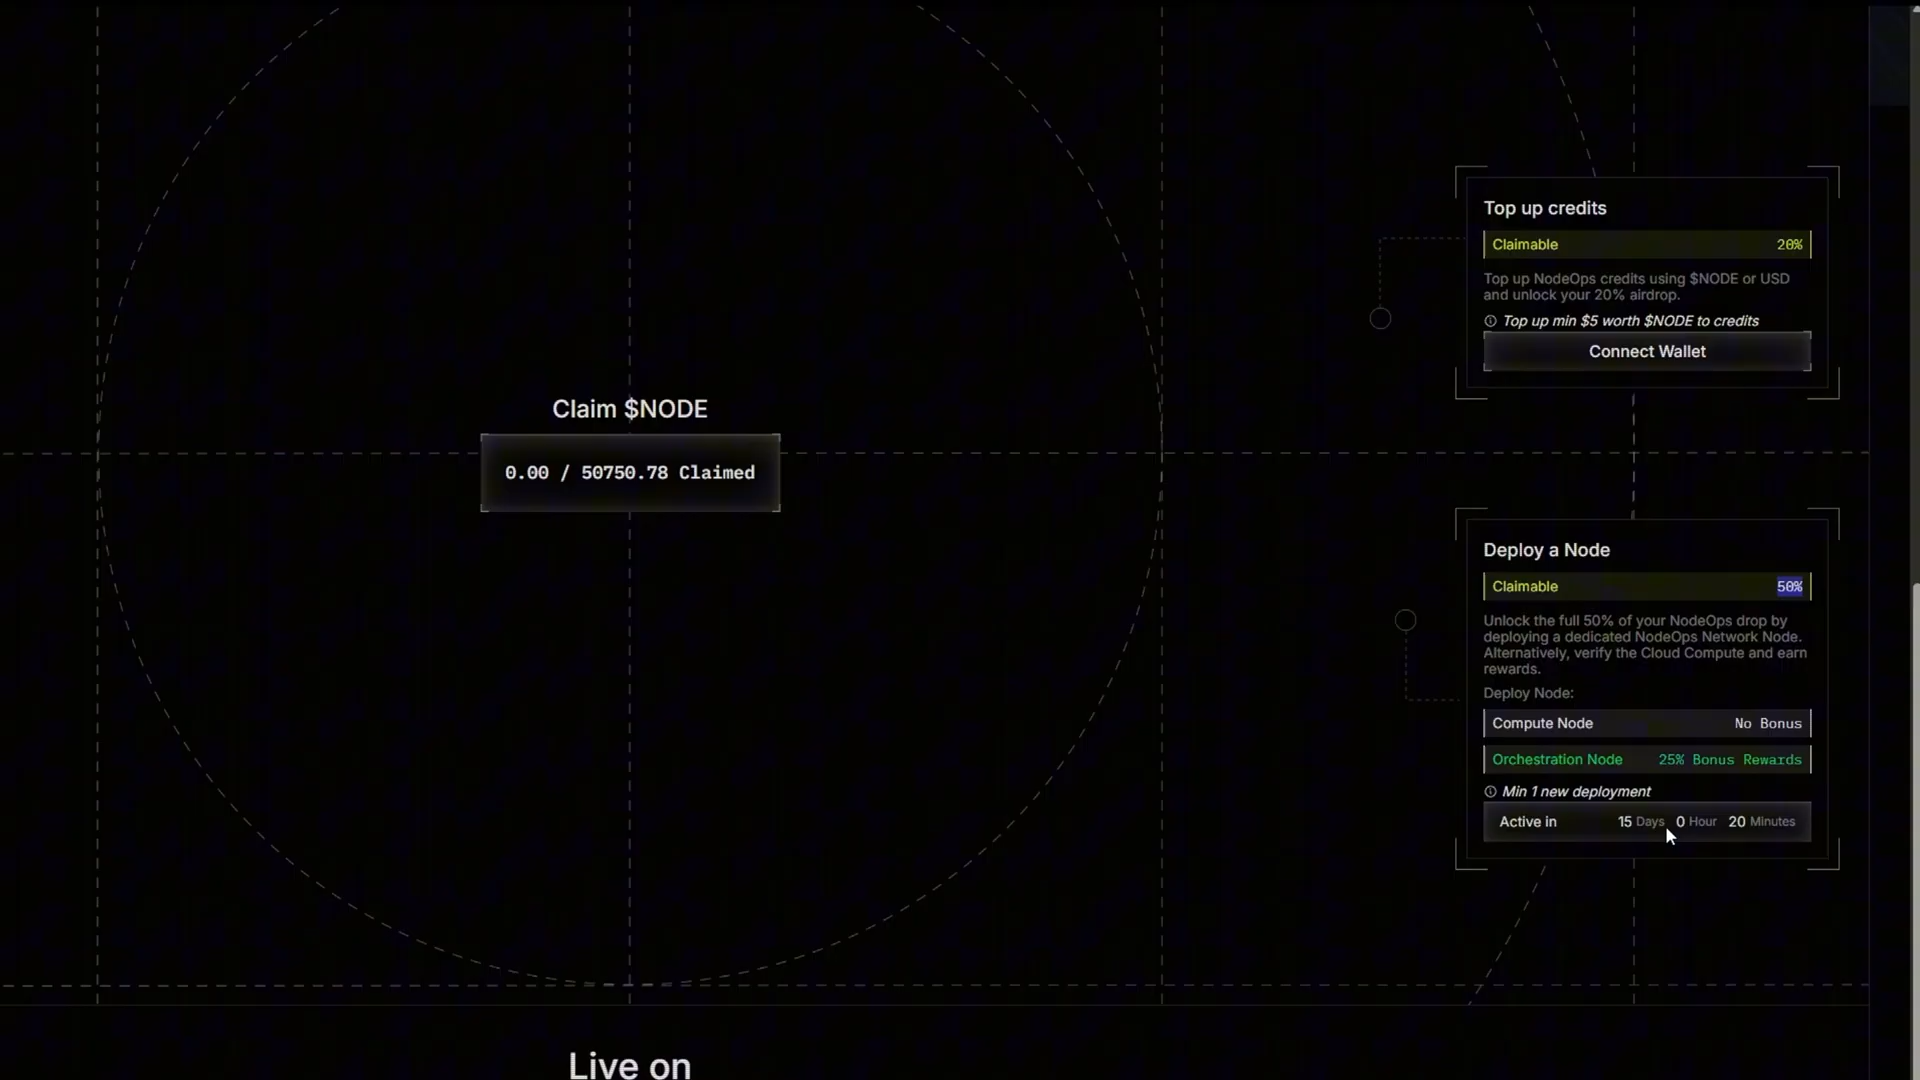 Claim $NODE
0.00 / 50750.78 Claimed
Top up credits
Claimable 20%
Top up NodeOps credits using $NODE or USD
and unlock your 20% airdrop.
Top up min $5 worth $NODE to credits
Connect Wallet
Deploy a Node
Claimable 50%
Unlock the full 50% of your NodeOps drop by
deploying a dedicated NodeOps Network Node.
Alternatively, verify the Cloud Compute and earn
rewards.
Deploy Node:
Compute Node No Bonus
Orchestration Node 25% Bonus Rewards
Min 1 new deployment
Active in 15 Days 0 Hour 20 Minutes
Live on